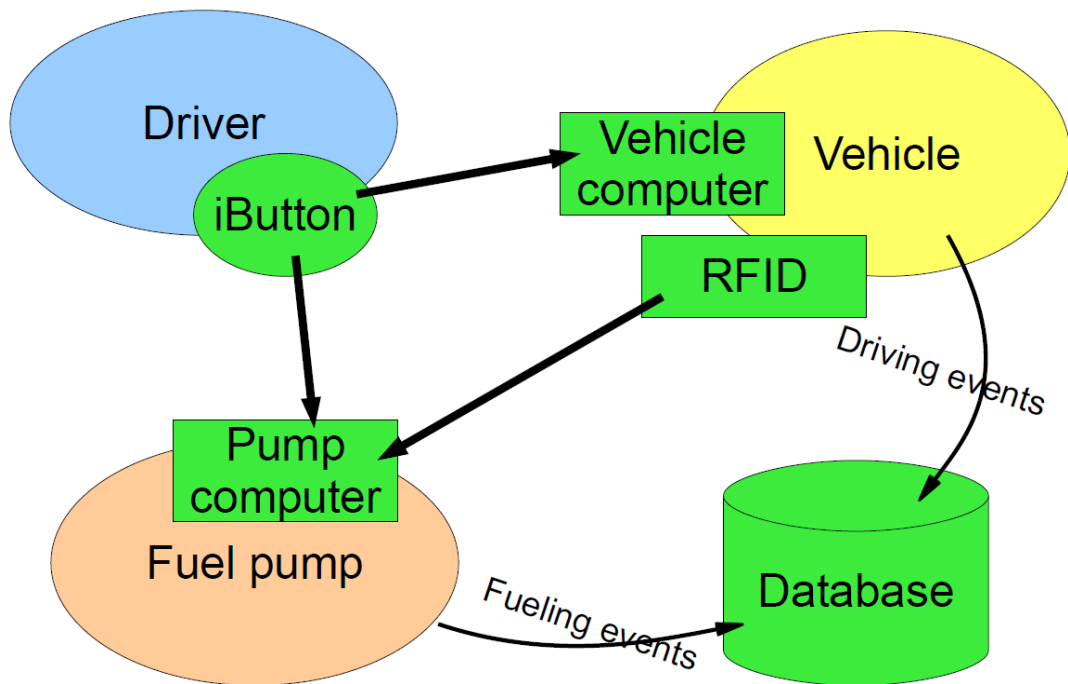 Driver
iButton
Vehicle
computer
Vehicle
RFID
Driving events
Pump
computer
Fuel pump
Fueling events
Database